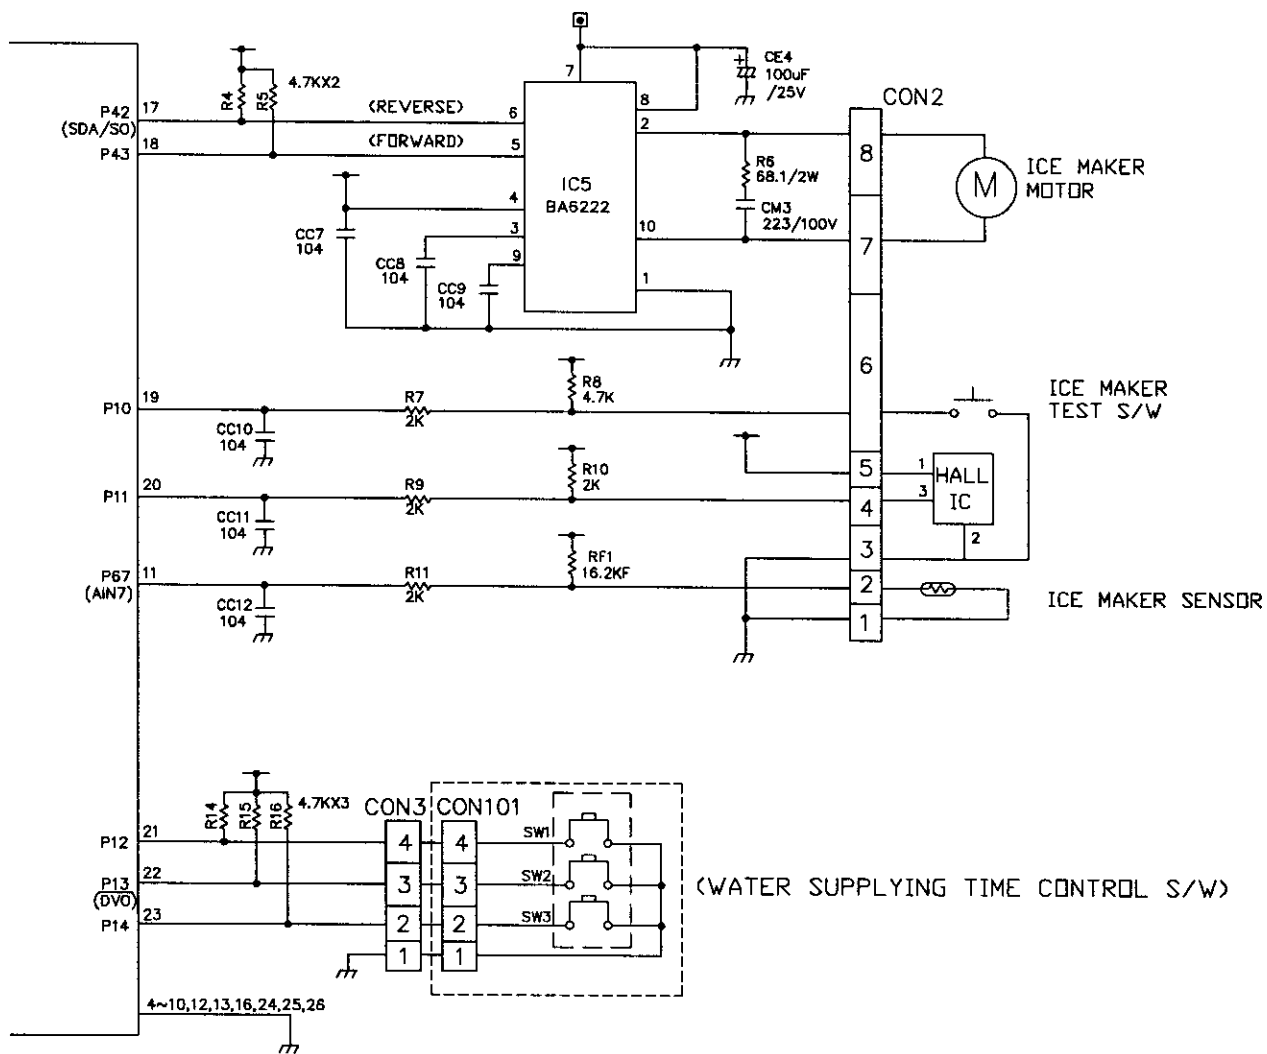 P42
(SDA/SO)
17
R4
R5
4.7KX2
(REVERSE)
6
P43
18
(FORWARD)
5
7
8
2
CE4
+
100uF
/25V
CON2
IC5
BA6222
4
3
9
10
1
CC7
104
CC8
104
CC9
104
R6
68.1/2W
CM3
223/100V
8
7
6
5
4
3
2
1
M
ICE MAKER
MOTOR
P10
19
CC10
104
R7
2K
R8
4.7K
ICE MAKER
TEST S/W
P11
20
CC11
104
R9
2K
R10
2K
1
3
2
HALL
IC
P67
(AIN7)
11
CC12
104
R11
2K
RF1
16.2KF
ICE MAKER SENSOR
R14
R15
R16
4.7KX3
CON3
CON101
P12
21
4
4
SW1
P13
(DVO)
22
3
3
SW2
(WATER SUPPLYING TIME CONTROL S/W)
P14
23
2
2
SW3
1
1
4~10,12,13,16,24,25,26